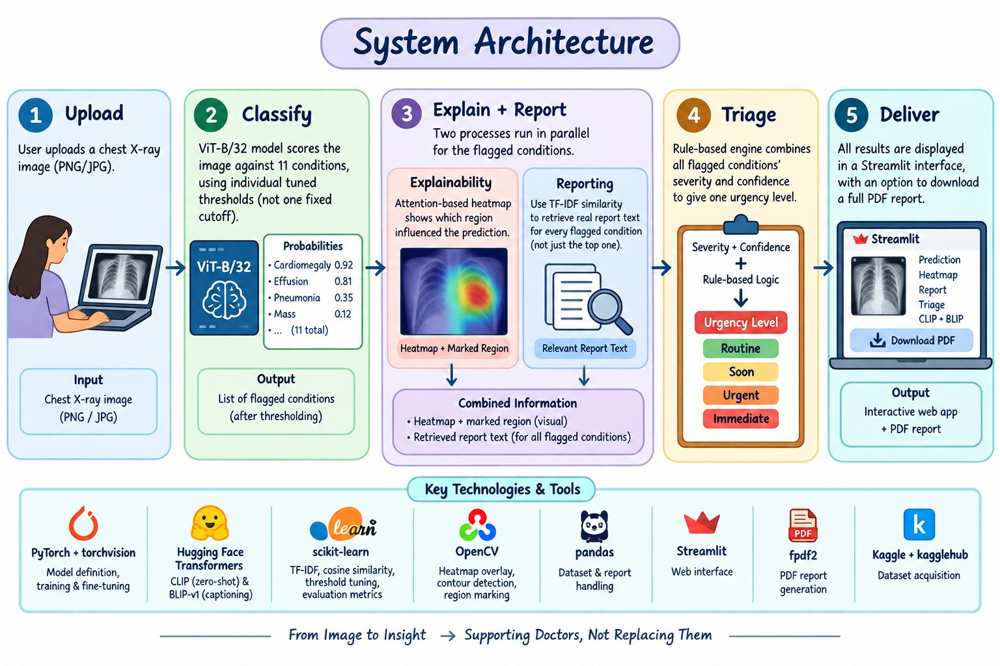 System Architecture
1 Upload
User uploads a chest X-ray
image (PNG/JPG).
Input
Chest X-ray image
(PNG / JPG)
2 Classify
ViT-B/32 model scores the
image against 11 conditions,
using individual tuned
thresholds (not one fixed
cutoff).
ViT-B/32
Probabilities
• Cardiomegaly 0.92
• Effusion 0.81
• Pneumonia 0.35
• Mass 0.12
• ... (11 total)
Output
List of flagged conditions
(after thresholding)
3 Explain + Report
Two processes run in parallel
for the flagged conditions.
Explainability
Attention-based heatmap
shows which region
influenced the prediction.
Heatmap + Marked Region
Reporting
Use TF-IDF similarity
to retrieve real report text
for every flagged condition
(not just the top one).
Relevant Report Text
Combined Information
• Heatmap + marked region (visual)
• Retrieved report text (for all flagged conditions)
4 Triage
Rule-based engine combines
all flagged conditions'
severity and confidence
to give one urgency level.
Severity + Confidence
+
Rule-based Logic
Urgency Level
Routine
Soon
Urgent
Immediate
5 Deliver
All results are displayed
in a Streamlit interface,
with an option to download
a full PDF report.
Streamlit
Prediction
Heatmap
Report
Triage
CLIP + BLIP
Download PDF
Output
Interactive web app
+ PDF report
Key Technologies & Tools
PyTorch + torchvision
Model definition,
training & fine-tuning
Hugging Face
Transformers
CLIP (zero-shot) &
BLIP-v1 (captioning)
learn
scikit-learn
TF-IDF, cosine similarity,
threshold tuning,
evaluation metrics
OpenCV
Heatmap overlay,
contour detection,
region marking
pandas
Dataset & report
handling
Streamlit
Web interface
PDF
fpdf2
PDF report
generation
k
Kaggle + kagglehub
Dataset acquisition
From Image to Insight → Supporting Doctors, Not Replacing Them